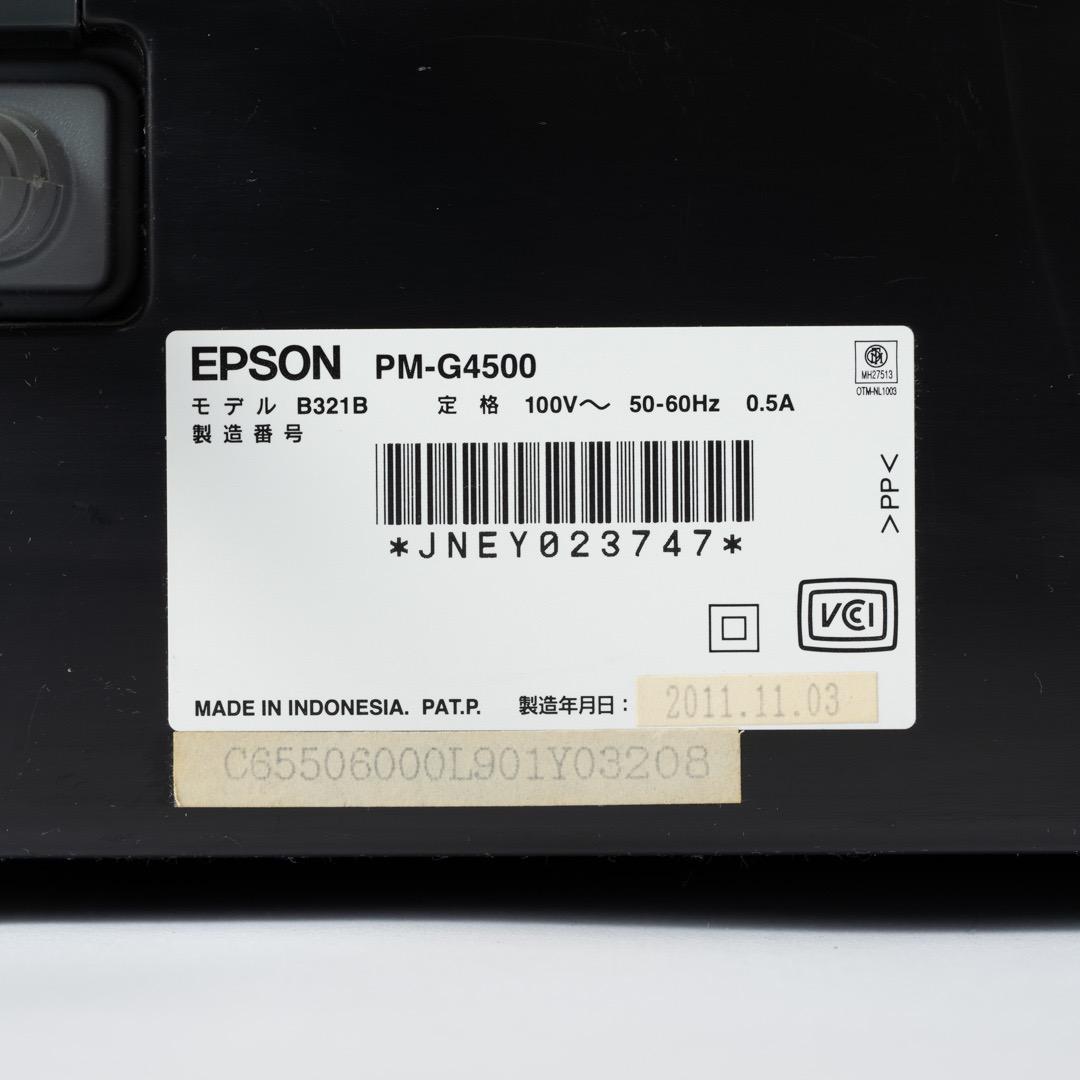 EPSON PM-G4500
モデル B321B 定格 100V～ 50-60Hz 0.5A
製造番号
MH27513
OTM-NL1003
*JNEY023747*
>PP<
VCCI
MADE IN INDONESIA. PAT.P. 製造年月日：2011.11.03
C65506000L901Y03208